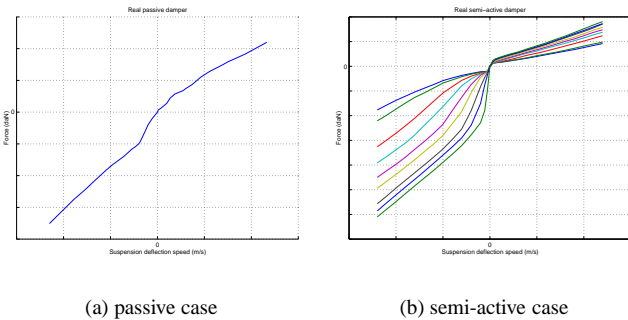 Real passive damper
Force (daN)
0
0
Suspension deflection speed (m/s)
(a) passive case
Real semi-active damper
Force (daN)
0
0
Suspension deflection speed (m/s)
(b) semi-active case